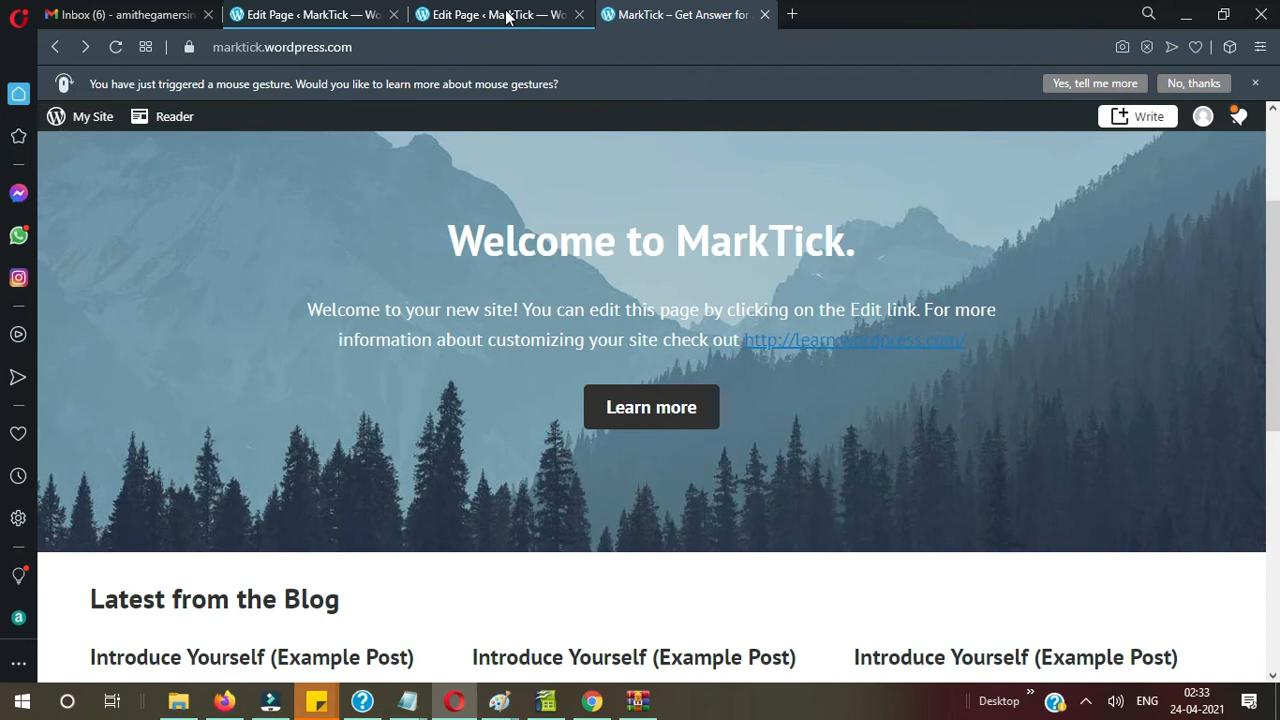 Inbox (6) - amithegamersin
Edit Page ‹ MarkTick — Wo
Edit Page ‹ MarkTick — Wo
MarkTick – Get Answer for
marktick.wordpress.com
You have just triggered a mouse gesture. Would you like to learn more about mouse gestures?
Yes, tell me more
No, thanks
My Site
Reader
Write
Welcome to MarkTick.
Welcome to your new site! You can edit this page by clicking on the Edit link. For more
information about customizing your site check out http://learn.wordpress.com/
Learn more
Latest from the Blog
Introduce Yourself (Example Post)
Introduce Yourself (Example Post)
Introduce Yourself (Example Post)
Desktop
ENG
02:33
24-04-2021